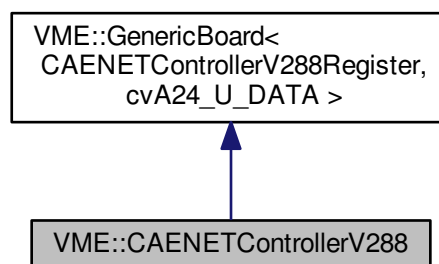 VME::GenericBoard<
CAENETControllerV288Register,
cvA24_U_DATA >
VME::CAENETControllerV288